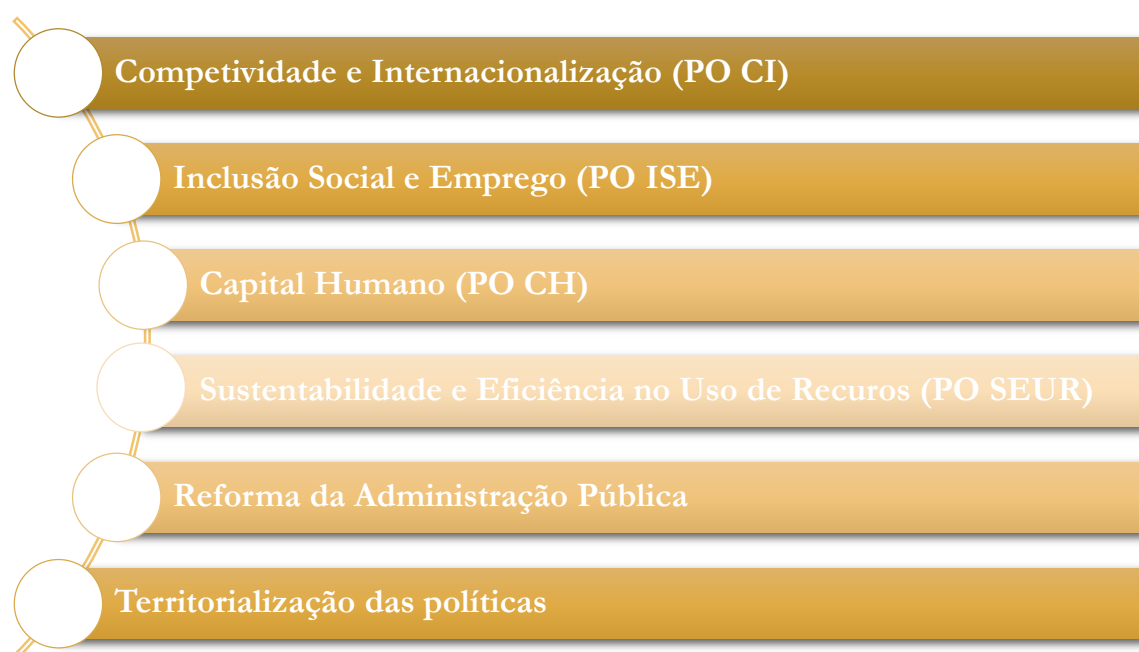 Competividade e Internacionalização (PO CI)
Inclusão Social e Emprego (PO ISE)
Capital Humano (PO CH)
Sustentabilidade e Eficiência no Uso de Recuros (PO SEUR)
Reforma da Administração Pública
Territorialização das políticas